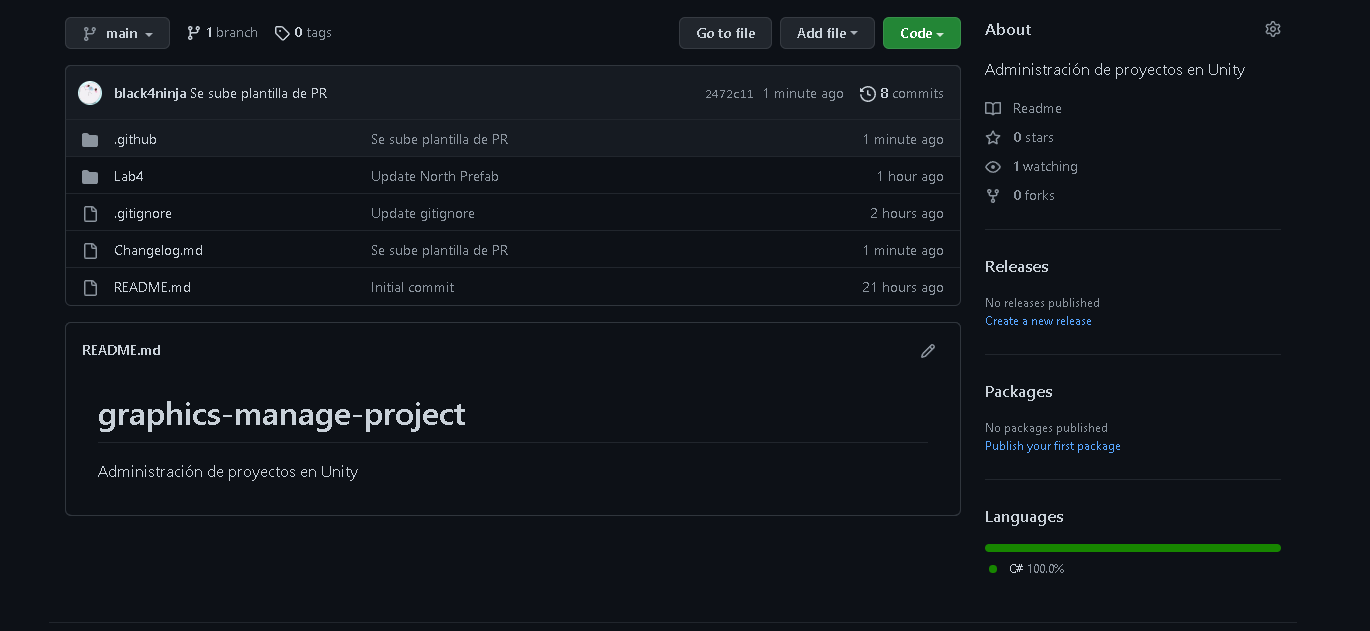 main 1 branch 0 tags Go to file Add file Code
black4ninja Se sube plantilla de PR 2472c11 1 minute ago 8 commits
.github Se sube plantilla de PR 1 minute ago
Lab4 Update North Prefab 1 hour ago
.gitignore Update gitignore 2 hours ago
Changelog.md Se sube plantilla de PR 1 minute ago
README.md Initial commit 21 hours ago
README.md
graphics-manage-project
Administración de proyectos en Unity
About
Administración de proyectos en Unity
Readme
0 stars
1 watching
0 forks
Releases
No releases published
Create a new release
Packages
No packages published
Publish your first package
Languages
C# 100.0%